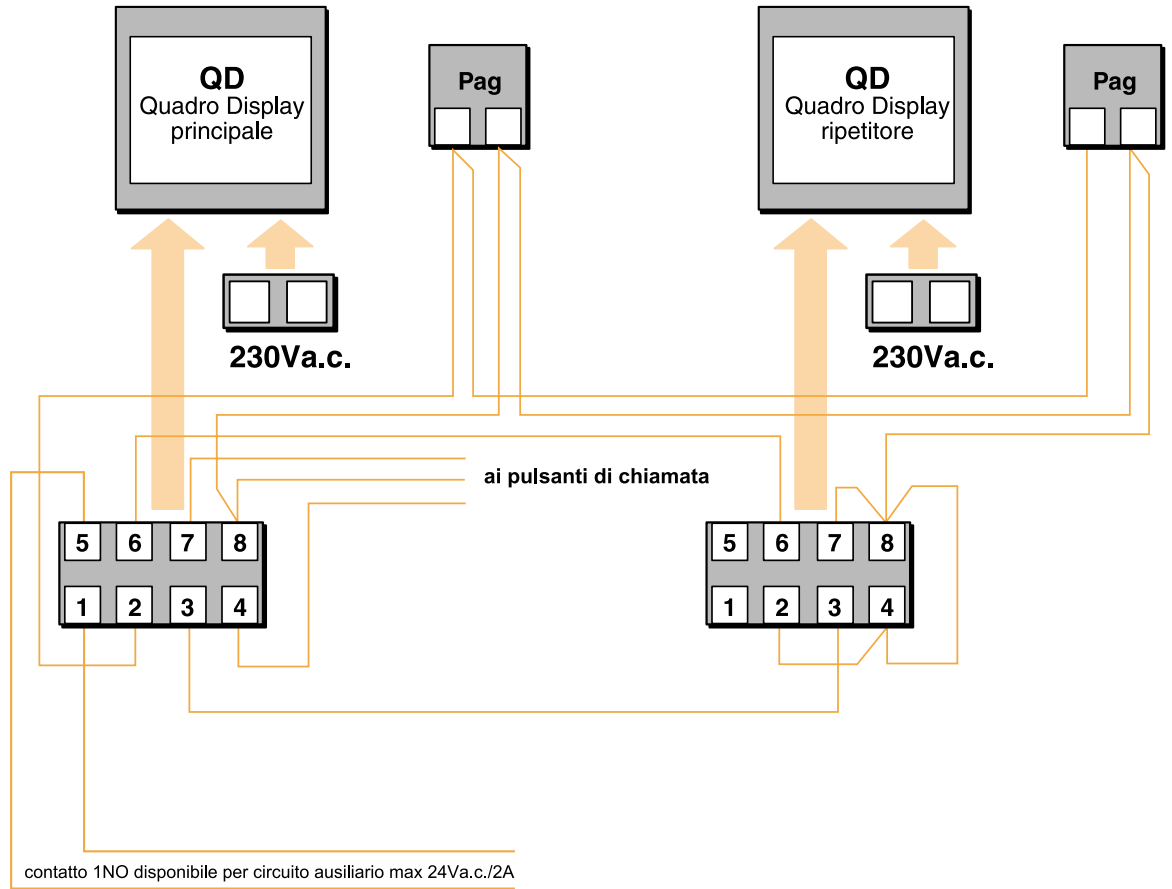 QD
Quadro Display
principale
Pag
QD
Quadro Display
ripetitore
Pag
230Va.c.
230Va.c.
ai pulsanti di chiamata
5 6 7 8
1 2 3 4
5 6 7 8
1 2 3 4
contatto 1NO disponibile per circuito ausiliario max 24Va.c./2A